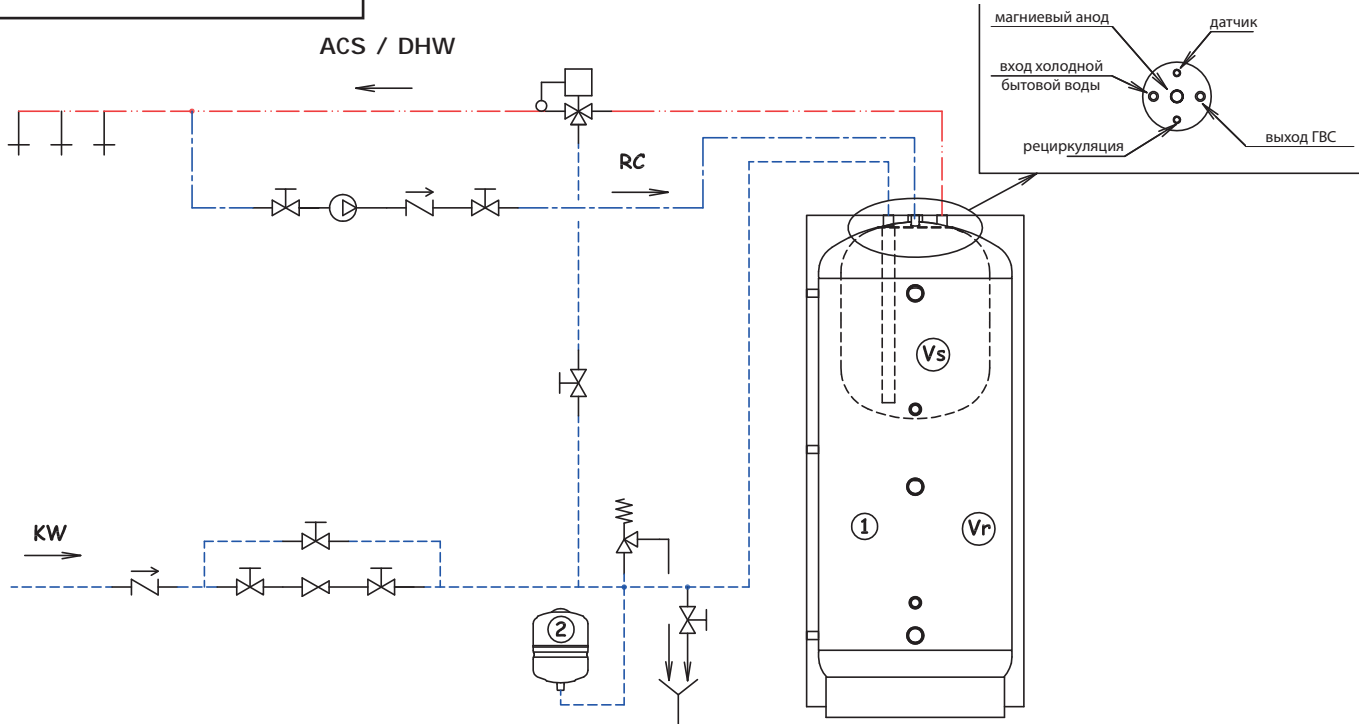 ACS / DHW
магниевый анод
датчик
вход холодной
бытовой воды
рециркуляция
выход ГВС
RC
Vs
KW
1
Vr
2